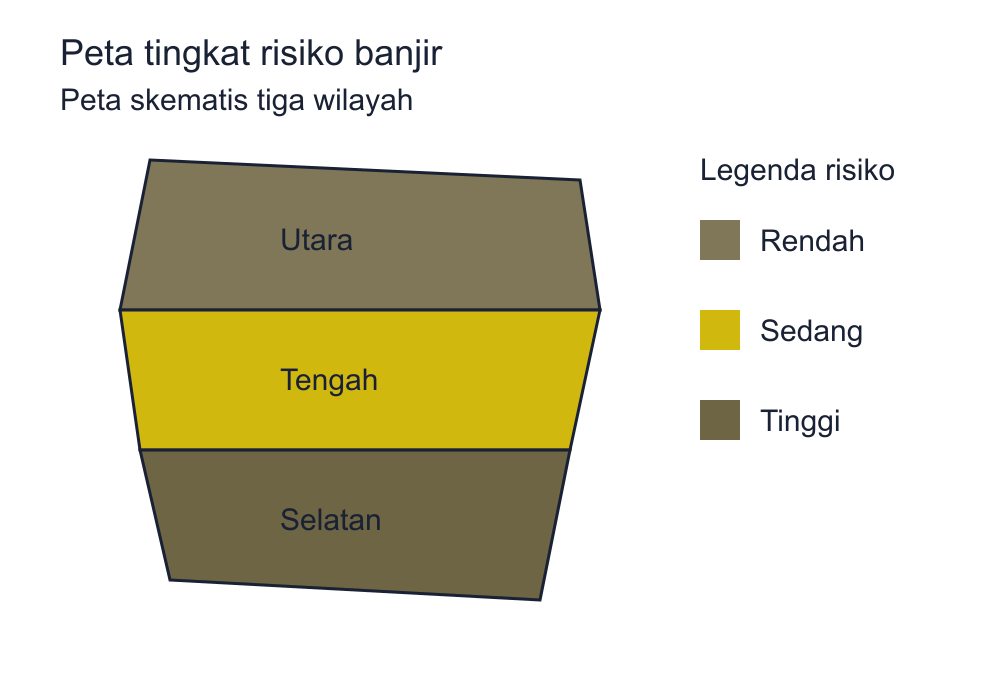 Peta tingkat risiko banjir
Peta skematis tiga wilayah
Legenda risiko
Utara
Rendah
Sedang
Tengah
Tinggi
Selatan